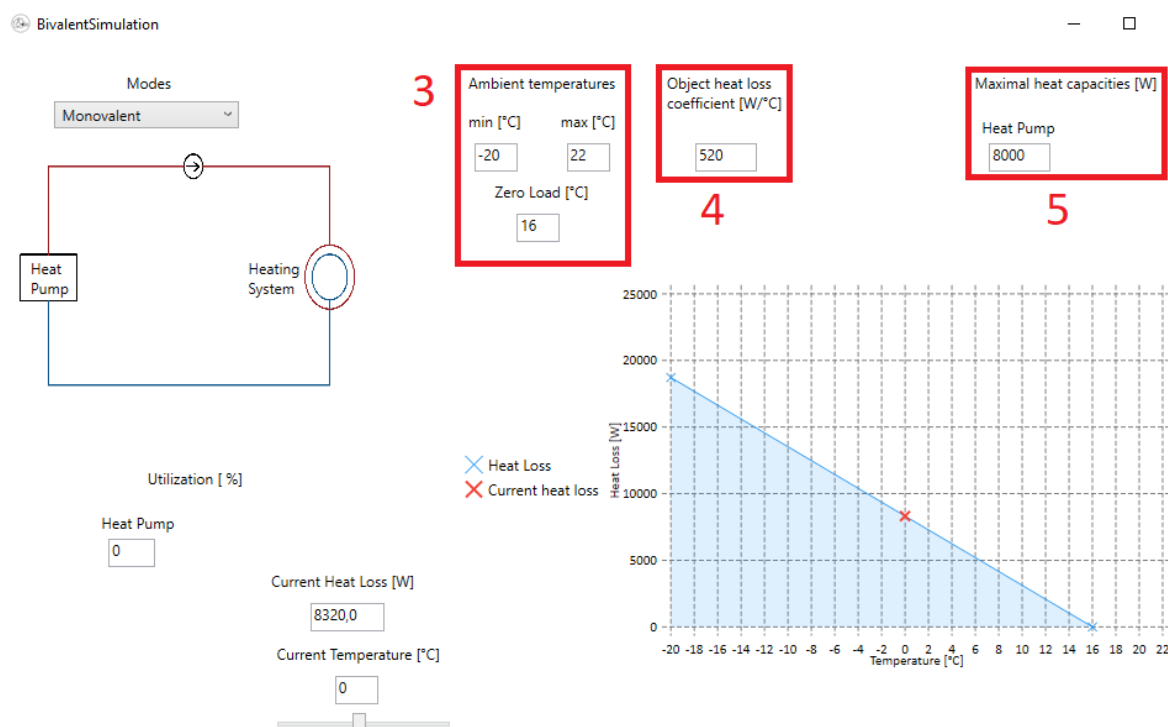 BivalentSimulation
Modes
Monovalent
3
Ambient temperatures
min [°C] max [°C]
-20 22
Zero Load [°C]
16
Object heat loss
coefficient [W/°C]
520
4
Maximal heat capacities [W]
Heat Pump
8000
5
Heat
Pump
Heating
System
Utilization [ %]
Heat Pump
0
Current Heat Loss [W]
8320,0
Current Temperature [°C]
0
Heat Loss
Current heat loss
Heat Loss [W]
25000
20000
15000
10000
5000
0
-20 -18 -16 -14 -12 -10 -8 -6 -4 -2 0 2 4 6 8 10 12 14 16 18 20 22
Temperature [°C]